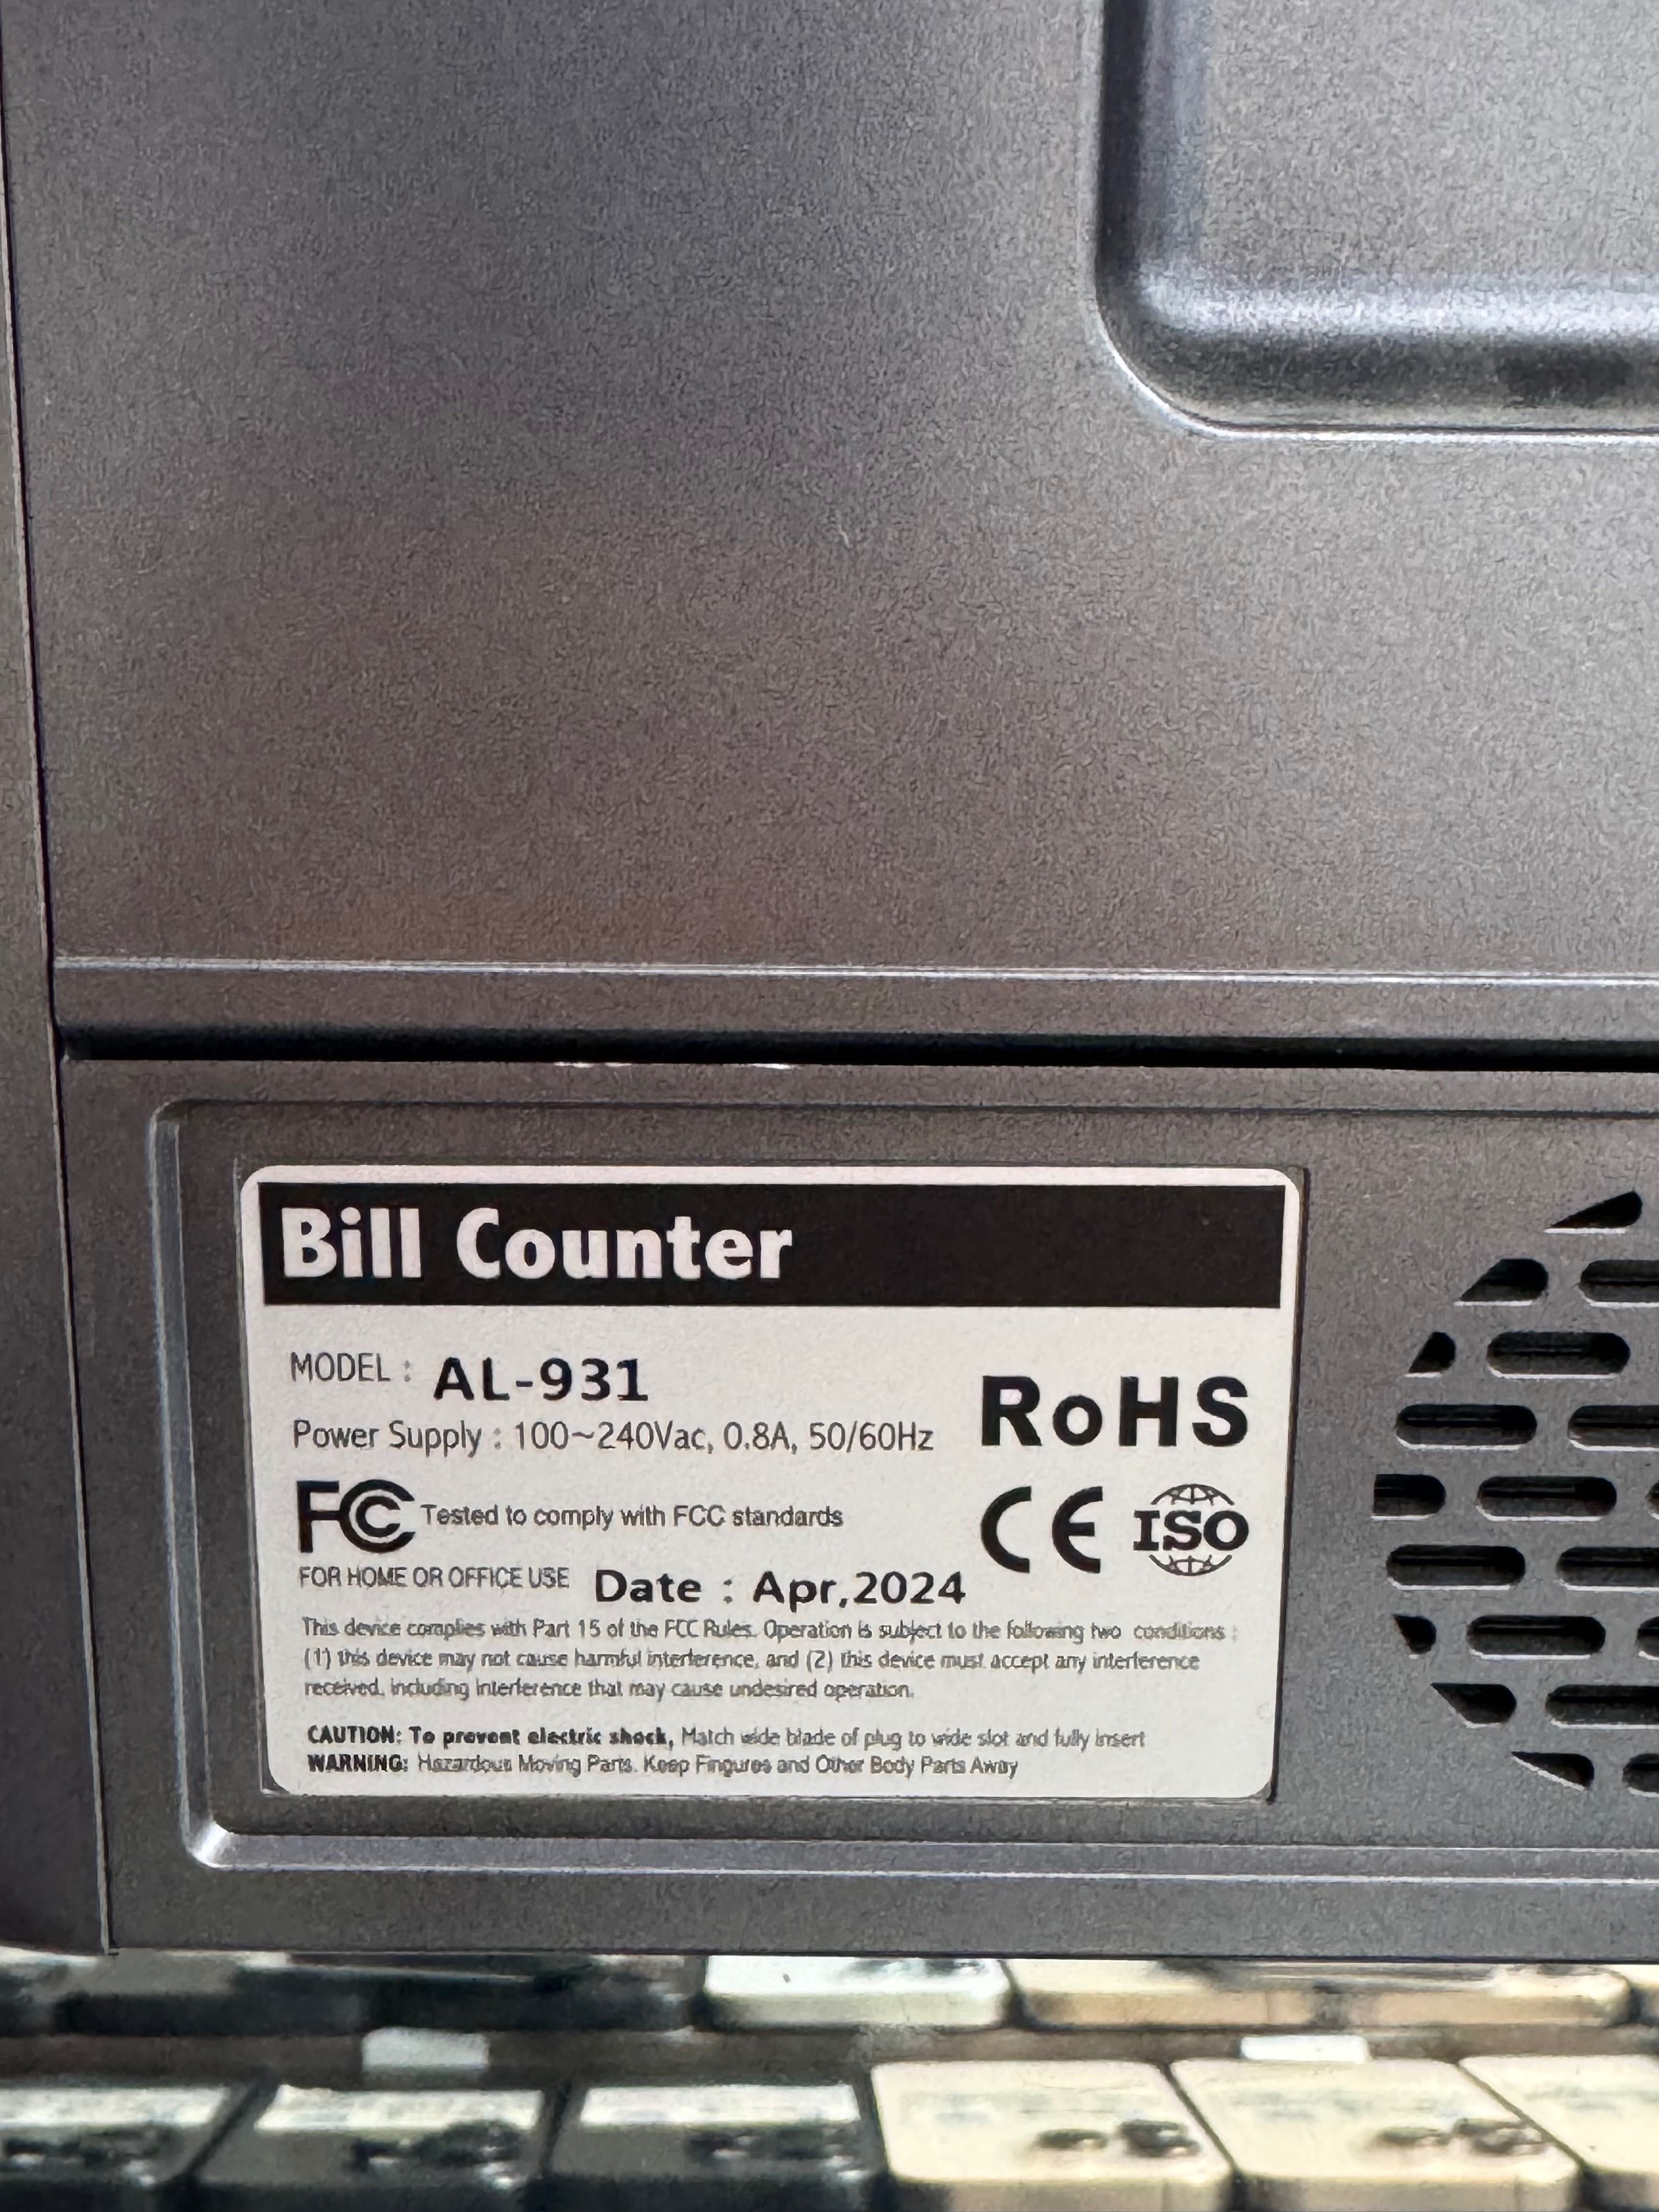 Bill Counter
MODEL : AL-931
Power Supply : 100~240Vac, 0.8A, 50/60Hz
RoHS
FC Tested to comply with FCC standards
CE ISO
FOR HOME OR OFFICE USE Date : Apr,2024
This device complies with Part 15 of the FCC Rules. Operation is subject to the following two conditions :
(1) this device may not cause harmful interference, and (2) this device must accept any interference
received, including interference that may cause undesired operation.
CAUTION: To prevent electric shock, Match wide blade of plug to wide slot and fully insert
WARNING: Hazardous Moving Parts. Keep Fingures and Other Body Parts Away